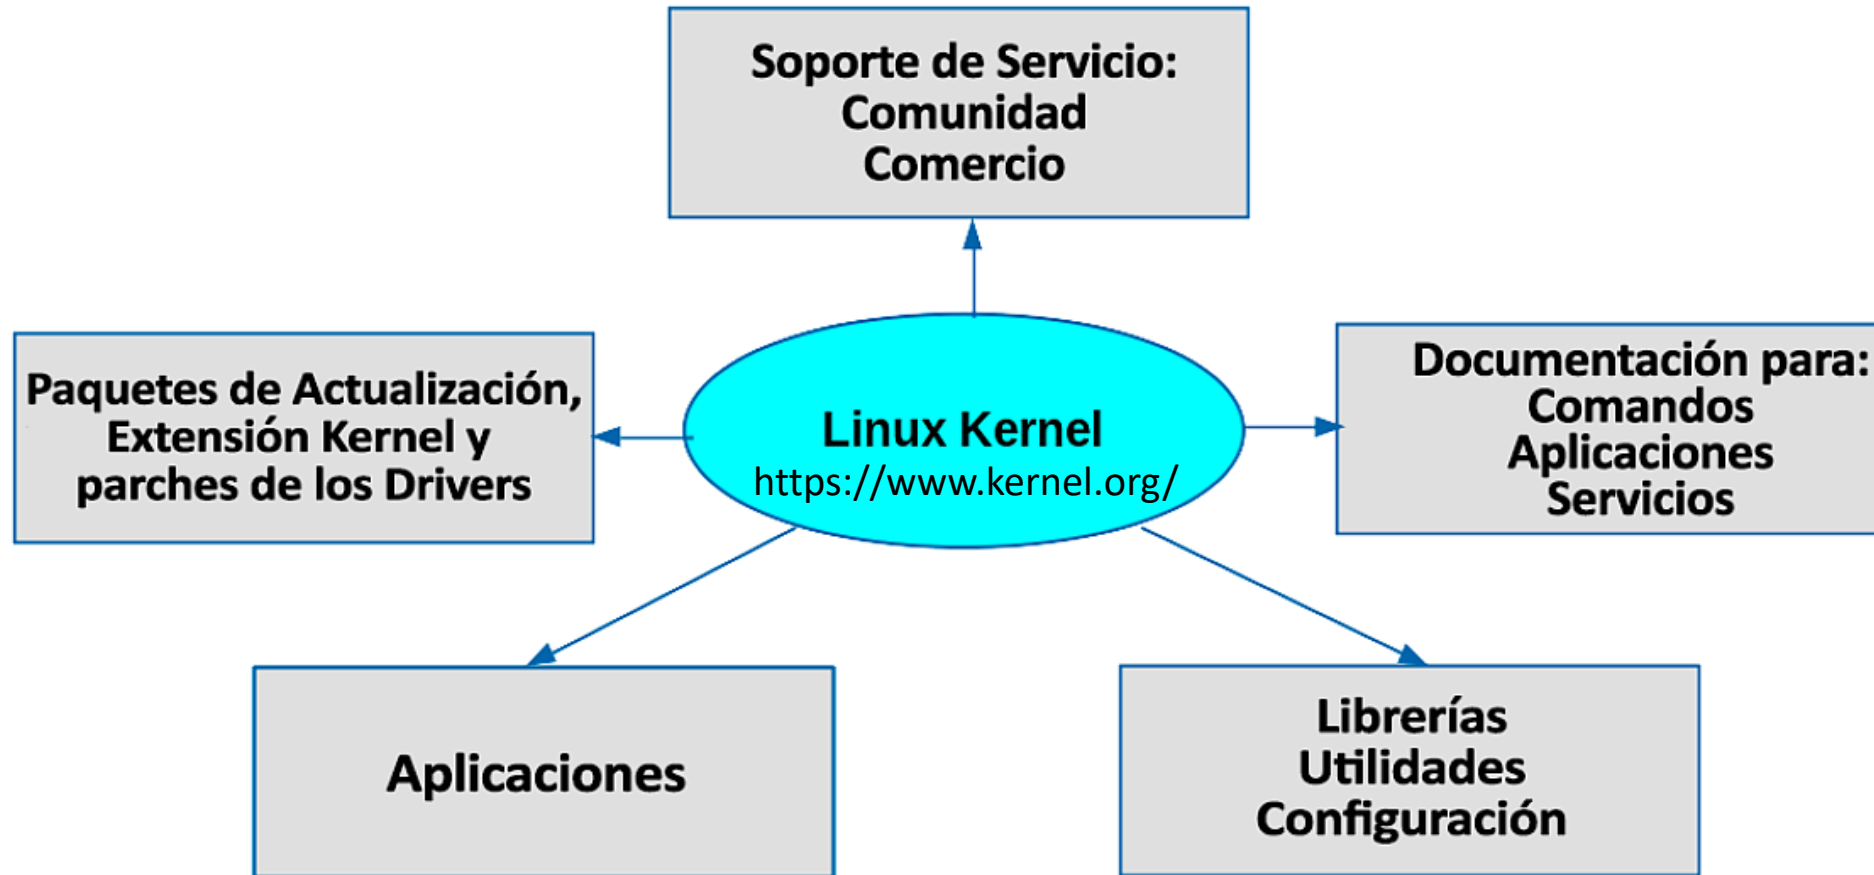 Soporte de Servicio:
Comunidad
Comercio
Paquetes de Actualización,
Extensión Kernel y
parches de los Drivers
Linux Kernel
https://www.kernel.org/
Documentación para:
Comandos
Aplicaciones
Servicios
Aplicaciones
Librerías
Utilidades
Configuración